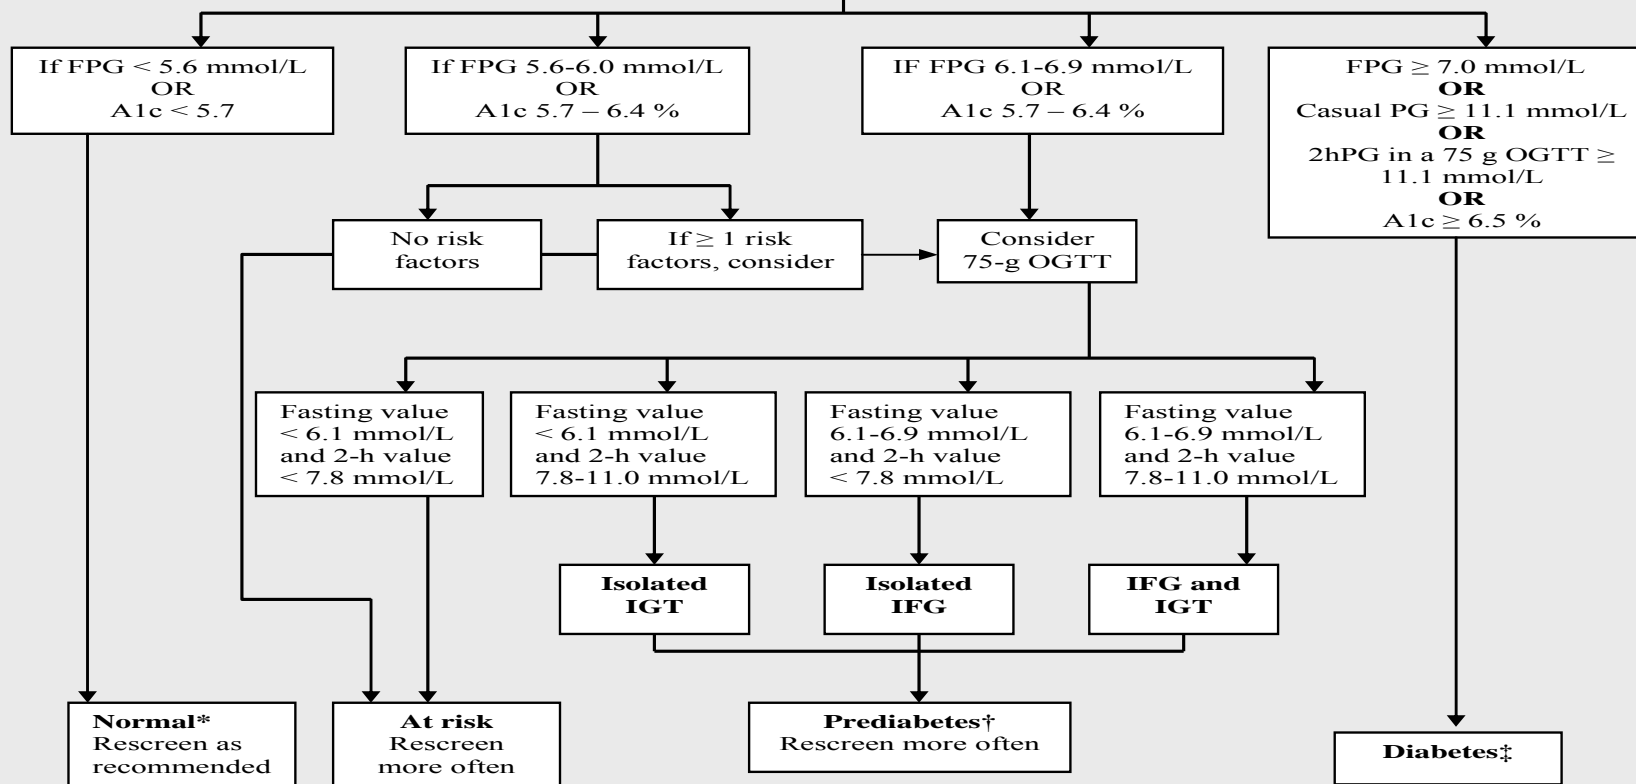 If FPG < 5.6 mmol/L
OR
A1c < 5.7
If FPG 5.6-6.0 mmol/L
OR
A1c 5.7 – 6.4 %
IF FPG 6.1-6.9 mmol/L
OR
A1c 5.7 – 6.4 %
FPG ≥ 7.0 mmol/L
OR
Casual PG ≥ 11.1 mmol/L
OR
2hPG in a 75 g OGTT ≥
11.1 mmol/L
OR
A1c ≥ 6.5 %
No risk
factors
If ≥ 1 risk
factors, consider
Consider
75-g OGTT
Fasting value
< 6.1 mmol/L
and 2-h value
< 7.8 mmol/L
Fasting value
< 6.1 mmol/L
and 2-h value
7.8-11.0 mmol/L
Fasting value
6.1-6.9 mmol/L
and 2-h value
< 7.8 mmol/L
Fasting value
6.1-6.9 mmol/L
and 2-h value
7.8-11.0 mmol/L
Isolated
IGT
Isolated
IFG
IFG and
IGT
Normal*
Rescreen as
recommended
At risk
Rescreen
more often
Prediabetes†
Rescreen more often
Diabetes‡